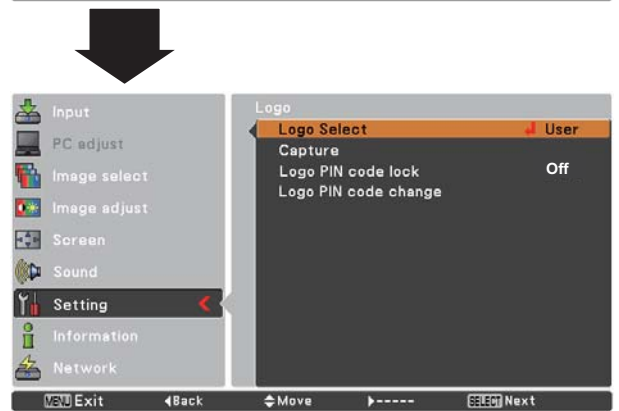 Input
PC adjust
Image select
Image adjust
Screen
Sound
Setting
Information
Network
Logo
Logo Select User
Capture
Logo PIN code lock Off
Logo PIN code change
MENU Exit Back Move ----- SELECT Next